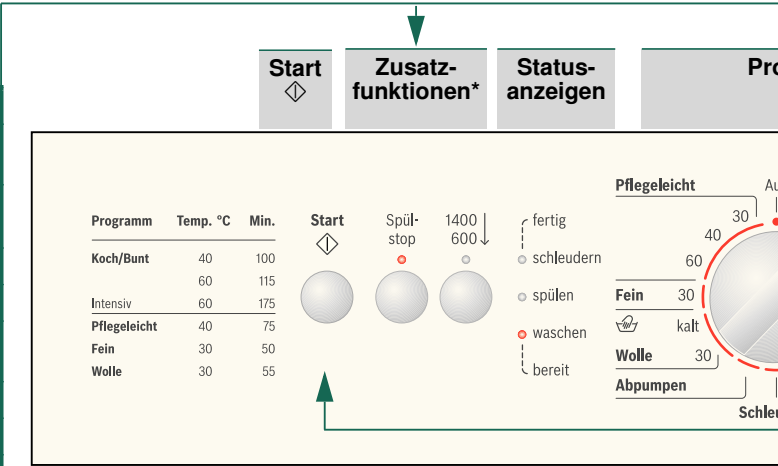 Start
Zusatz-
funktionen*
Status-
anzeigen
Programm Temp. °C Min.
Koch/Bunt 40 100
60 115
Intensiv 60 175
Pflegeleicht 40 75
Fein 30 50
Wolle 30 55
Start
Spül-
stop
1400
600
fertig
schleudern
spülen
waschen
bereit
Pflegeleicht
30
40
60
Fein 30
kalt
Wolle 30
Abpumpen